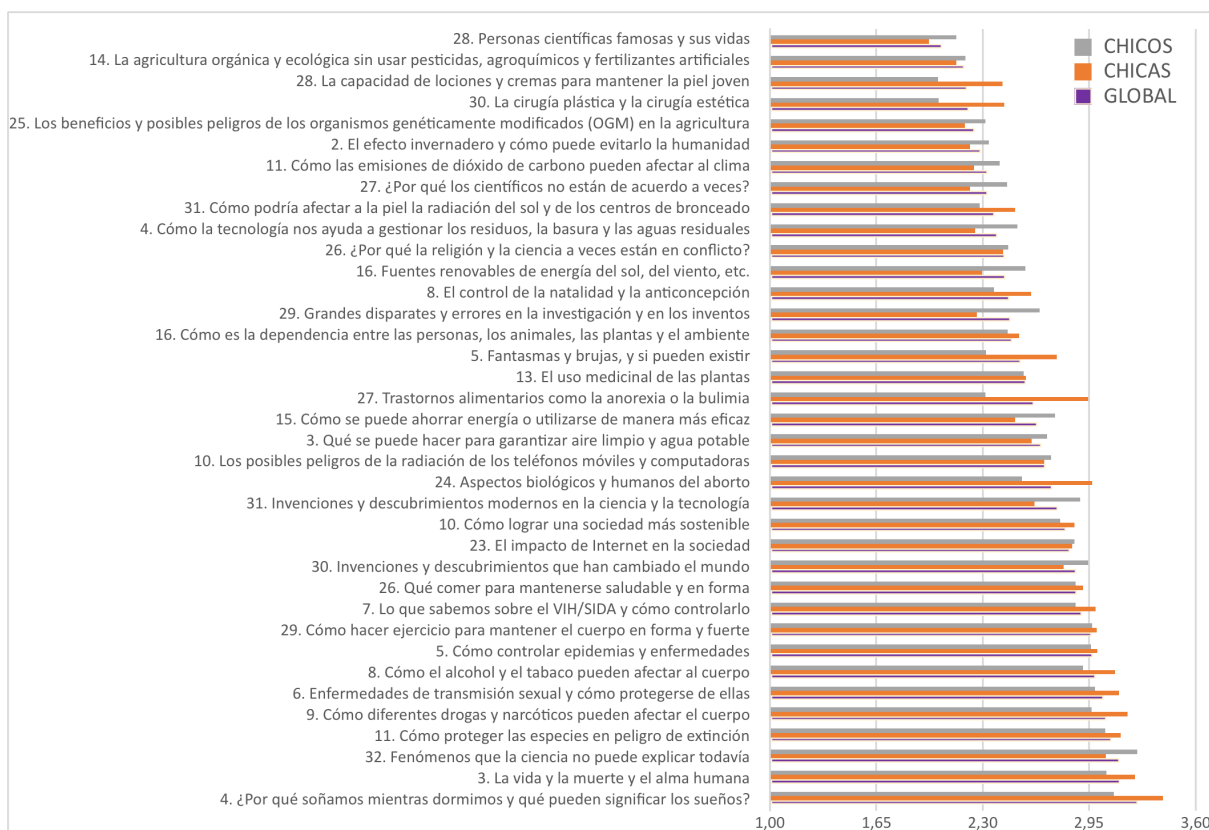 28. Personas científicas famosas y sus vidas
14. La agricultura orgánica y ecológica sin usar pesticidas, agroquímicos y fertilizantes artificiales
28. La capacidad de lociones y cremas para mantener la piel joven
30. La cirugía plástica y la cirugía estética
25. Los beneficios y posibles peligros de los organismos genéticamente modificados (OGM) en la agricultura
2. El efecto invernadero y cómo puede evitarlo la humanidad
11. Cómo las emisiones de dióxido de carbono pueden afectar al clima
27. ¿Por qué los científicos no están de acuerdo a veces?
31. Cómo podría afectar a la piel la radiación del sol y de los centros de bronceado
4. Cómo la tecnología nos ayuda a gestionar los residuos, la basura y las aguas residuales
26. ¿Por qué la religión y la ciencia a veces están en conflicto?
16. Fuentes renovables de energía del sol, del viento, etc.
8. El control de la natalidad y la anticoncepción
29. Grandes disparates y errores en la investigación y en los inventos
16. Cómo es la dependencia entre las personas, los animales, las plantas y el ambiente
5. Fantasmas y brujas, y si pueden existir
13. El uso medicinal de las plantas
27. Trastornos alimentarios como la anorexia o la bulimia
15. Cómo se puede ahorrar energía o utilizarse de manera más eficaz
3. Qué se puede hacer para garantizar aire limpio y agua potable
10. Los posibles peligros de la radiación de los teléfonos móviles y computadoras
24. Aspectos biológicos y humanos del aborto
31. Invenciones y descubrimientos modernos en la ciencia y la tecnología
10. Cómo lograr una sociedad más sostenible
23. El impacto de Internet en la sociedad
30. Invenciones y descubrimientos que han cambiado el mundo
26. Qué comer para mantenerse saludable y en forma
7. Lo que sabemos sobre el VIH/SIDA y cómo controlarlo
29. Cómo hacer ejercicio para mantener el cuerpo en forma y fuerte
5. Cómo controlar epidemias y enfermedades
8. Cómo el alcohol y el tabaco pueden afectar al cuerpo
6. Enfermedades de transmisión sexual y cómo protegerse de ellas
9. Cómo diferentes drogas y narcóticos pueden afectar el cuerpo
11. Cómo proteger las especies en peligro de extinción
32. Fenómenos que la ciencia no puede explicar todavía
3. La vida y la muerte y el alma humana
4. ¿Por qué soñamos mientras dormimos y qué pueden significar los sueños?
1,00 1,65 2,30 2,95 3,60
CHICOS
CHICAS
GLOBAL